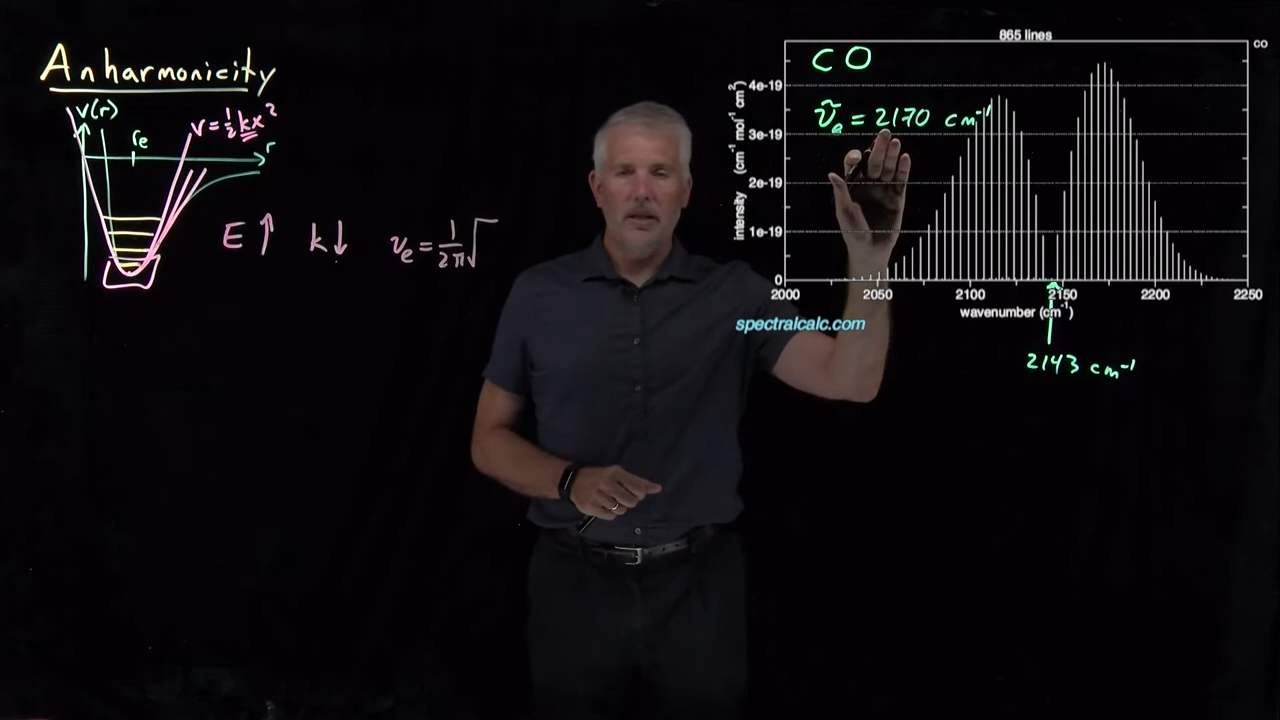 Anharmonicity
V(r)
V = ½kx²
re
r
E ↑ k↓ νe = 1/2π √
865 lines
CO
CO
ν̃e = 2170 cm⁻¹
intensity (cm⁻¹ mol⁻¹ cm²)
4e-19
3e-19
2e-19
1e-19
0
2000 2050 2100 2150 2200 2250
wavenumber (cm⁻¹)
spectralcalc.com
2143 cm⁻¹